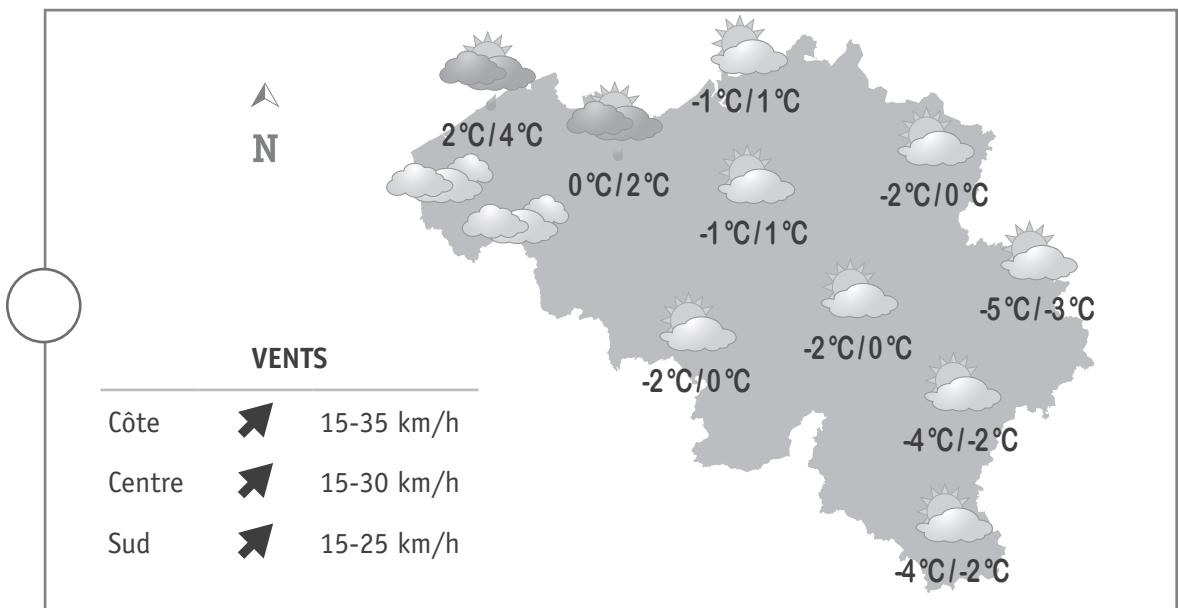 -1°C/1°C
2°C/4°C
N
0°C/2°C
-2°C/0°C
-1°C/1°C
-5°C/-3°C
-2°C/0°C
-2°C/0°C
VENTS
Côte 15-35 km/h
-4°C/-2°C
Centre 15-30 km/h
Sud 15-25 km/h
-4°C/-2°C